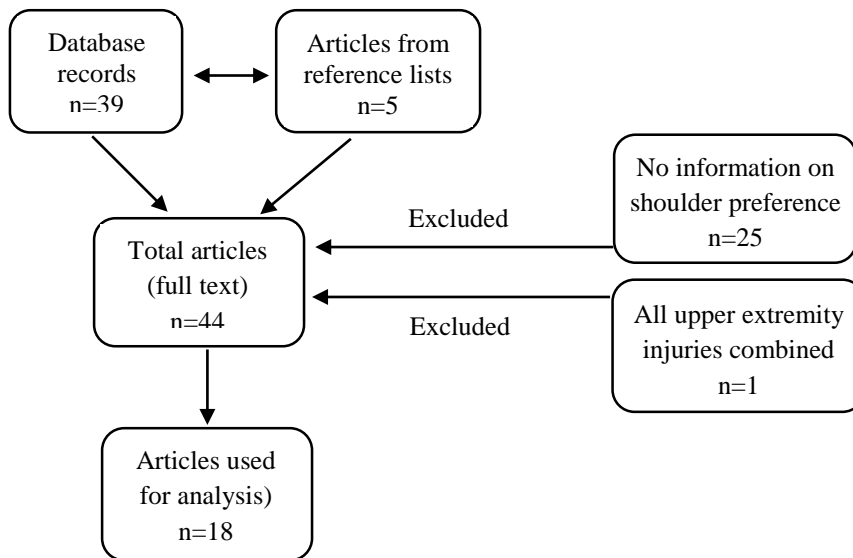 Database
records
n=39
Articles from
reference lists
n=5
No information on
shoulder preference
n=25
Excluded
Total articles
(full text)
n=44
Excluded
All upper extremity
injuries combined
n=1
Articles used
for analysis)
n=18